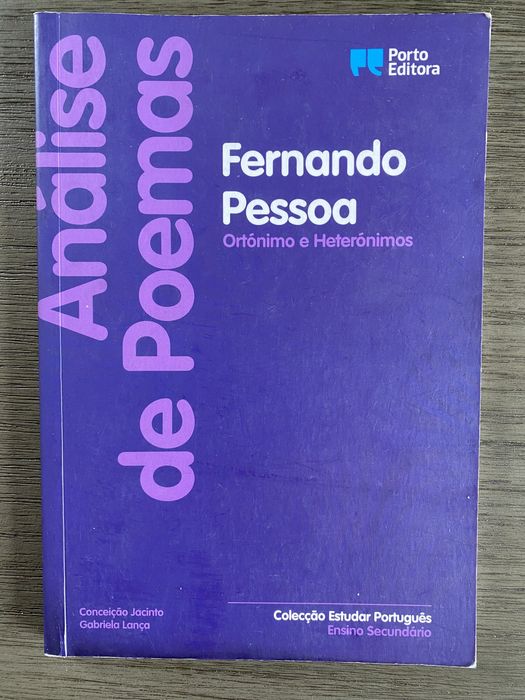 Análise
de Poemas
Porto
Editora
Fernando
Pessoa
Ortónimo e Heterónimos
Conceição Jacinto
Gabriela Lança
Colecção Estudar Português
Ensino Secundário